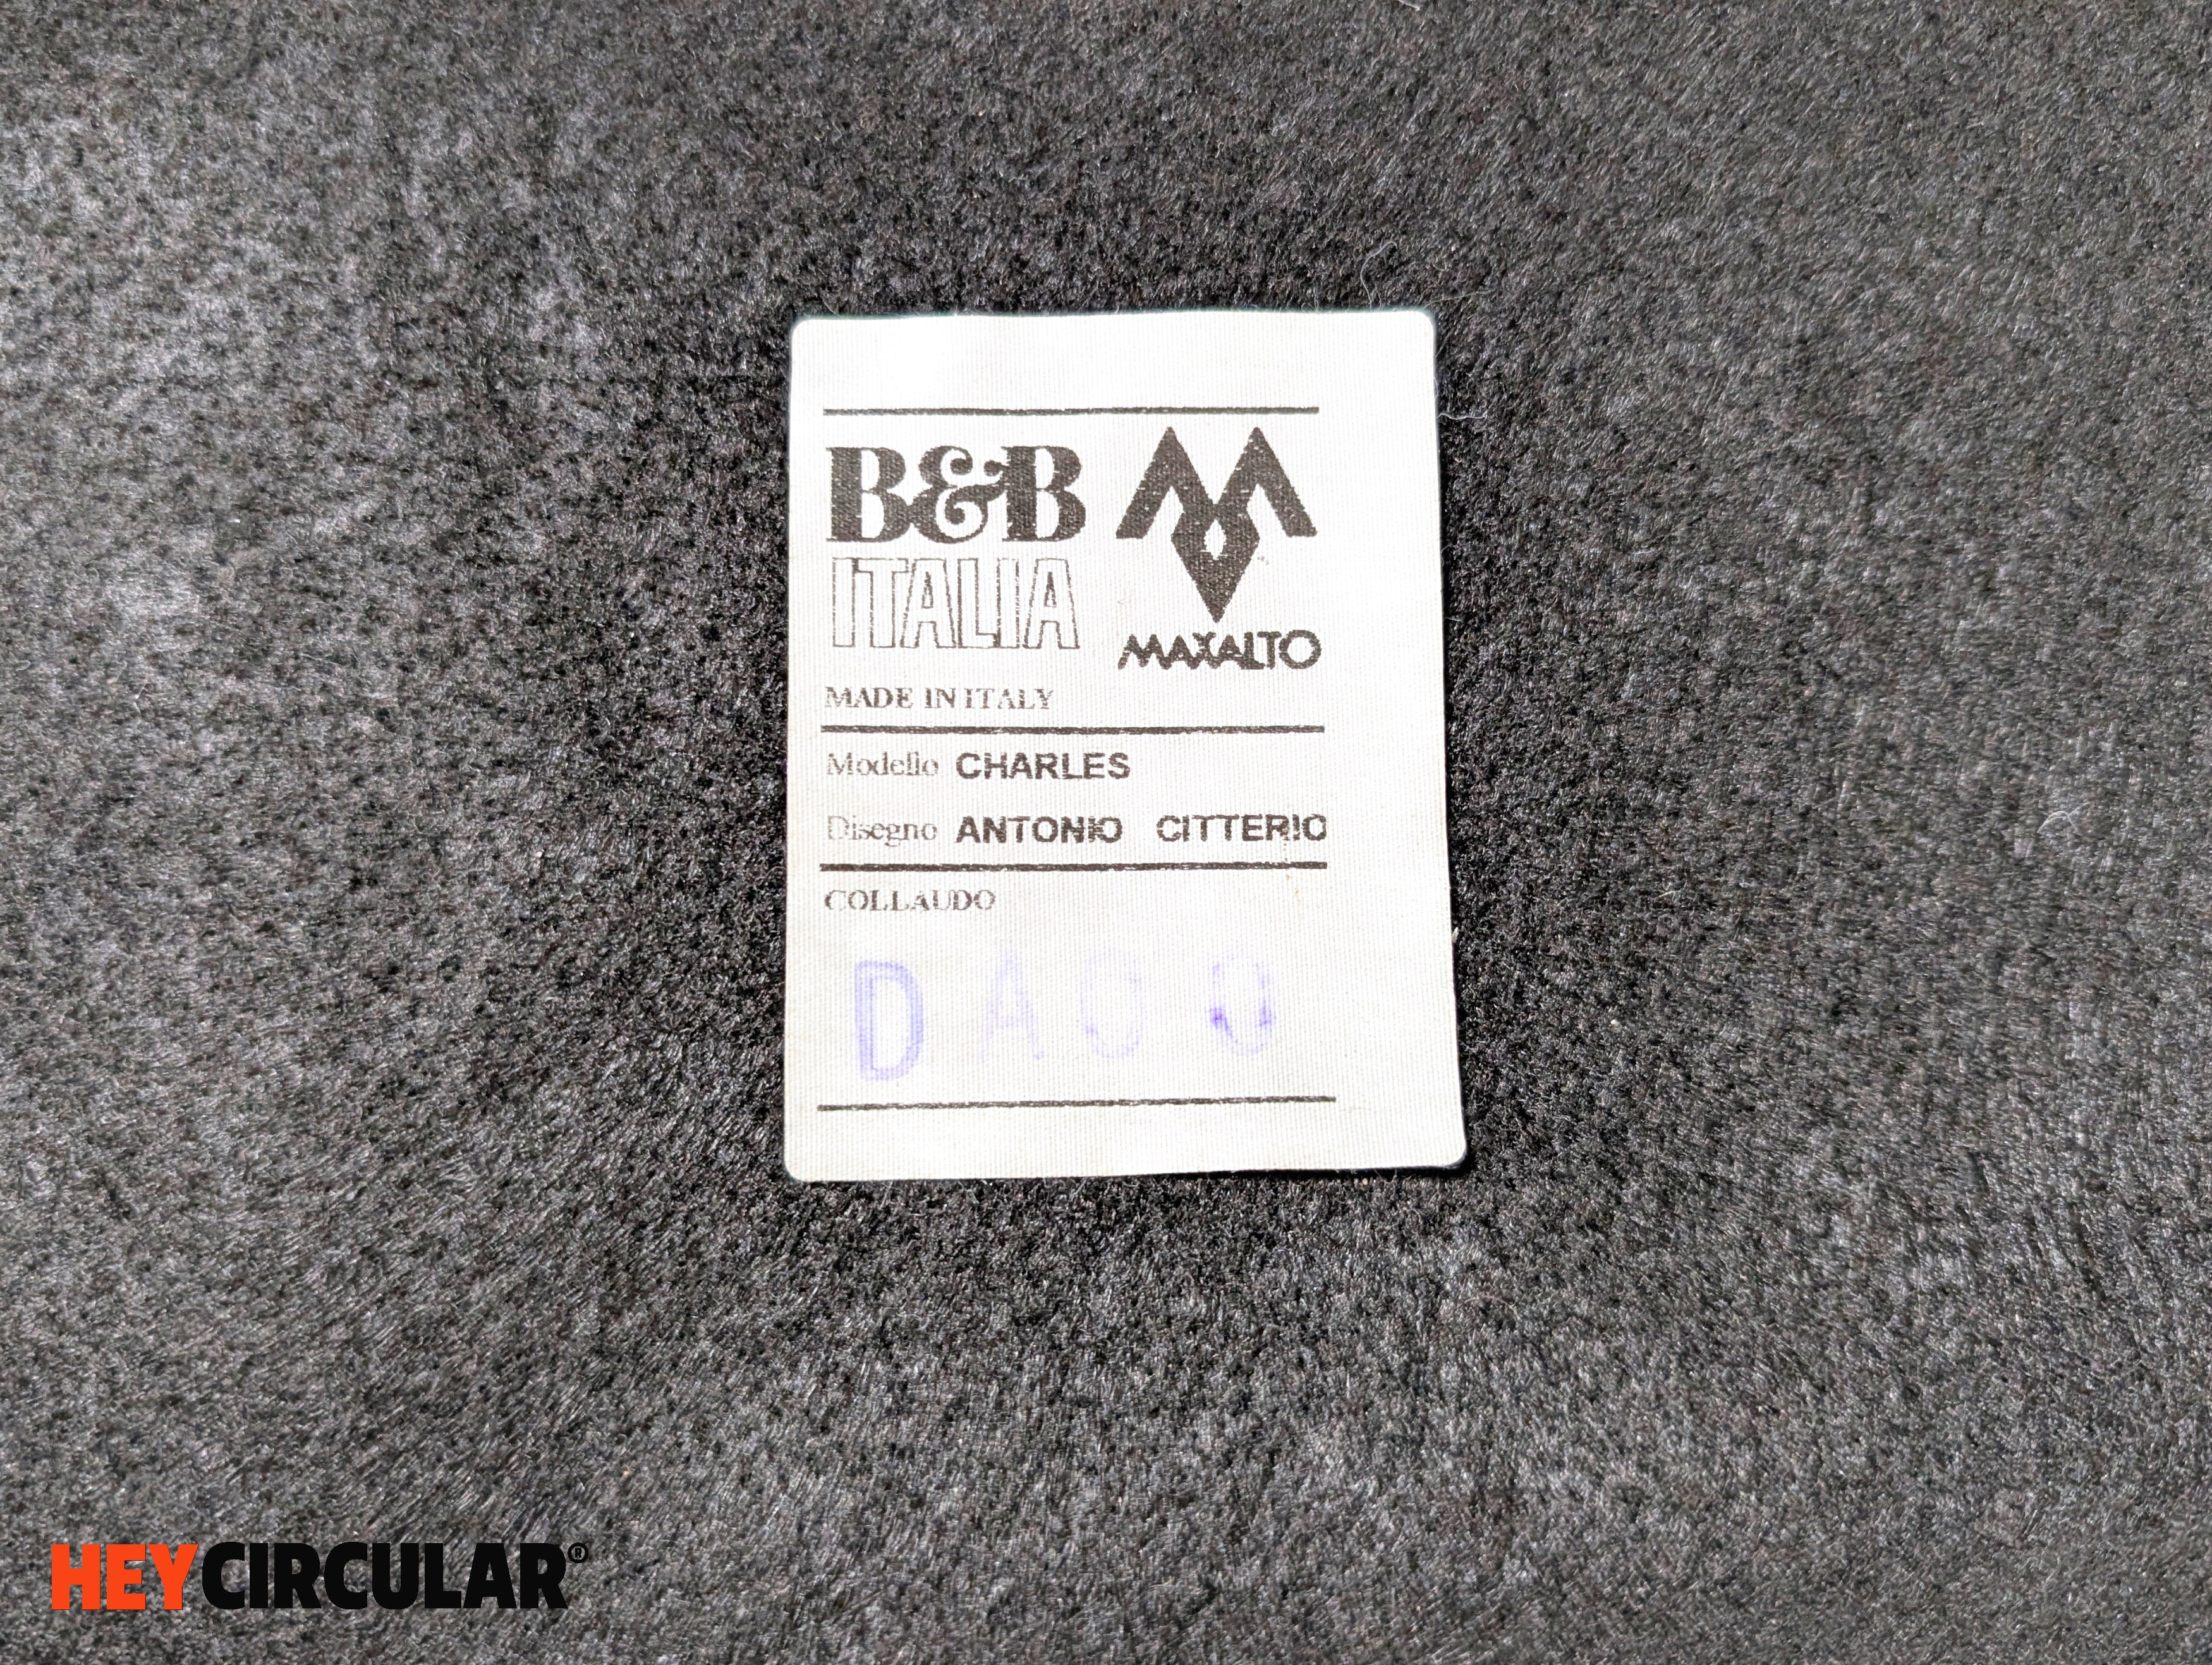 B&B
ITALIA
MAXALTO
MADE IN ITALY
Modello CHARLES
Disegno ANTONIO CITTERIO
COLLAUDO
HEYCIRCULAR®